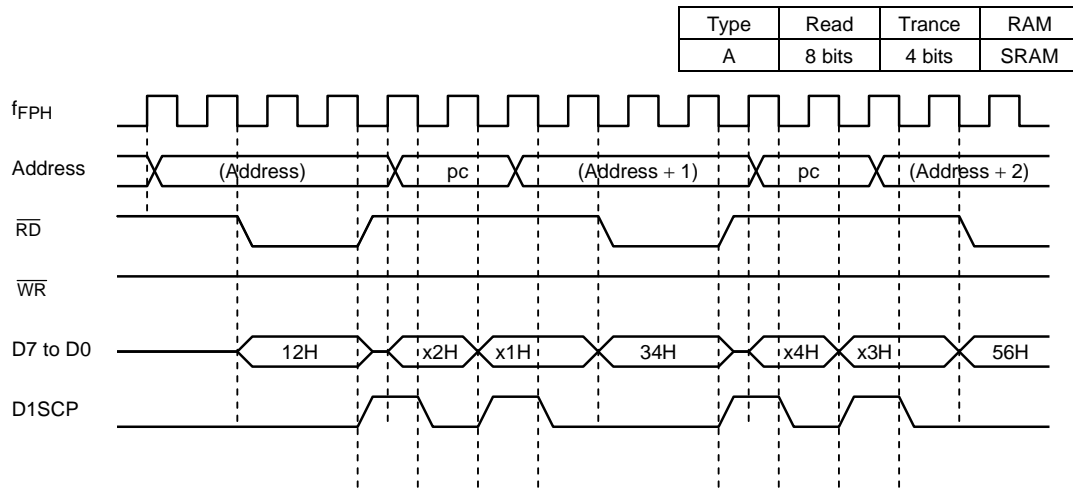 Type Read Trance RAM
A 8 bits 4 bits SRAM
fFPH
Address (Address) pc (Address + 1) pc (Address + 2)
RD
WR
D7 to D0 12H x2H x1H 34H x4H x3H 56H
D1SCP